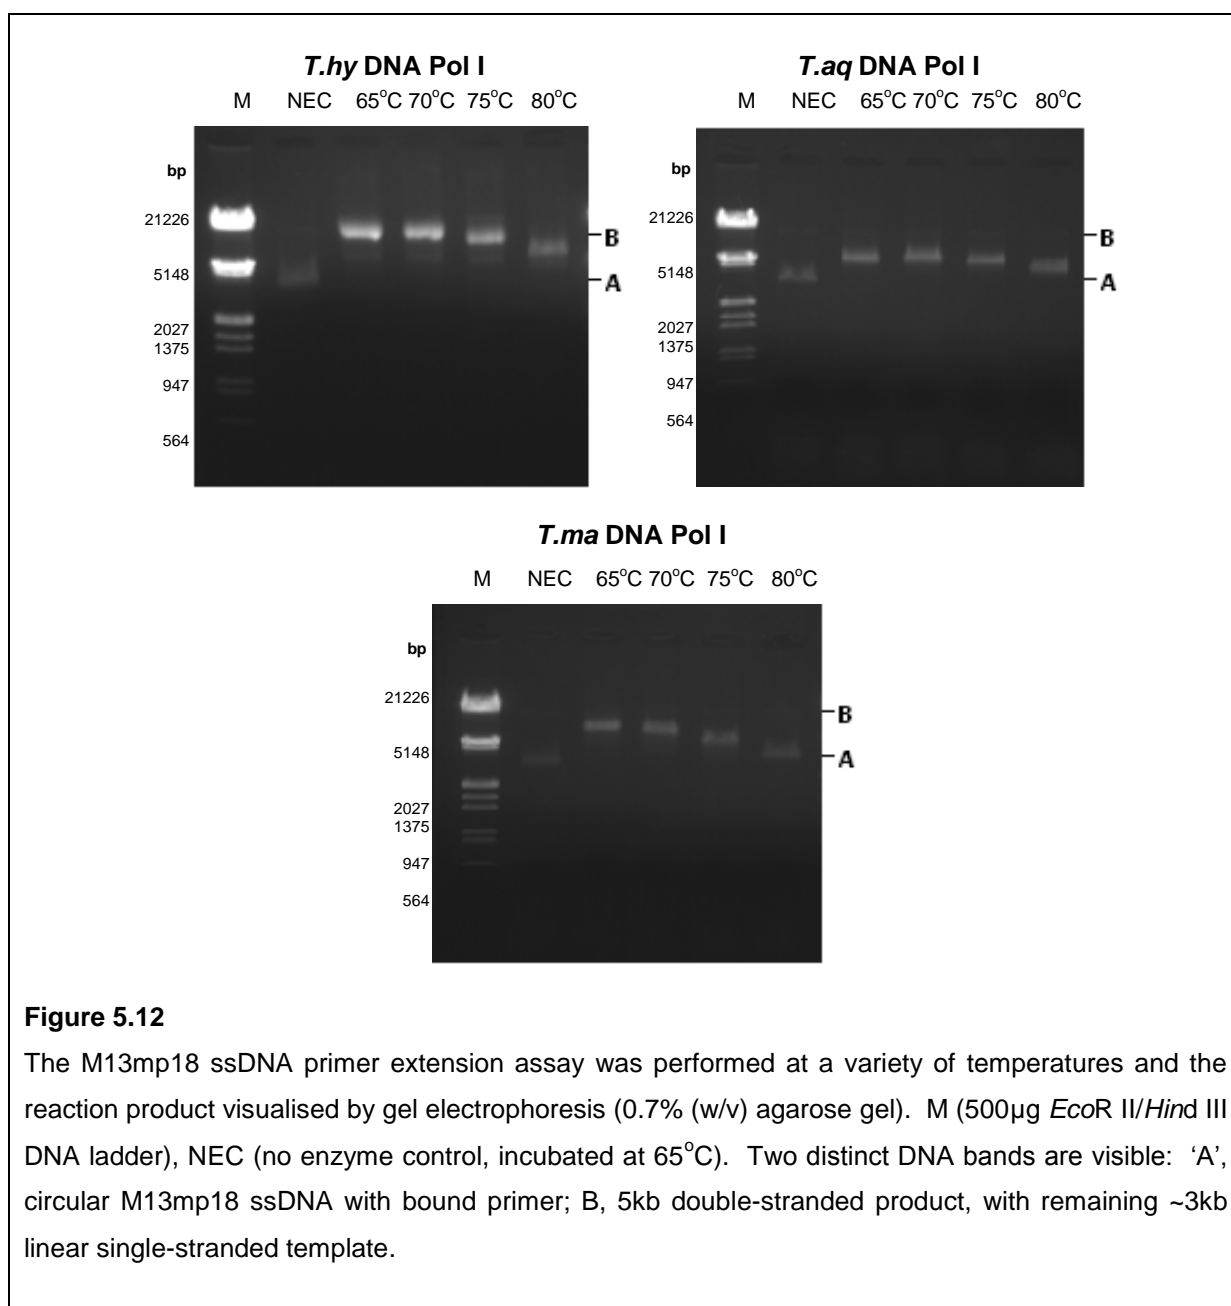 T.hy DNA Pol I
M NEC 65°C 70°C 75°C 80°C
bp
21226
5148
2027
1375
947
564
B
A
T.aq DNA Pol I
M NEC 65°C 70°C 75°C 80°C
bp
21226
5148
2027
1375
947
564
B
A
T.ma DNA Pol I
M NEC 65°C 70°C 75°C 80°C
bp
21226
5148
2027
1375
947
564
B
A
Figure 5.12
The M13mp18 ssDNA primer extension assay was performed at a variety of temperatures and the
reaction product visualised by gel electrophoresis (0.7% (w/v) agarose gel). M (500µg EcoR II/Hind III
DNA ladder), NEC (no enzyme control, incubated at 65°C). Two distinct DNA bands are visible: ‘A’,
circular M13mp18 ssDNA with bound primer; B, 5kb double-stranded product, with remaining ~3kb
linear single-stranded template.